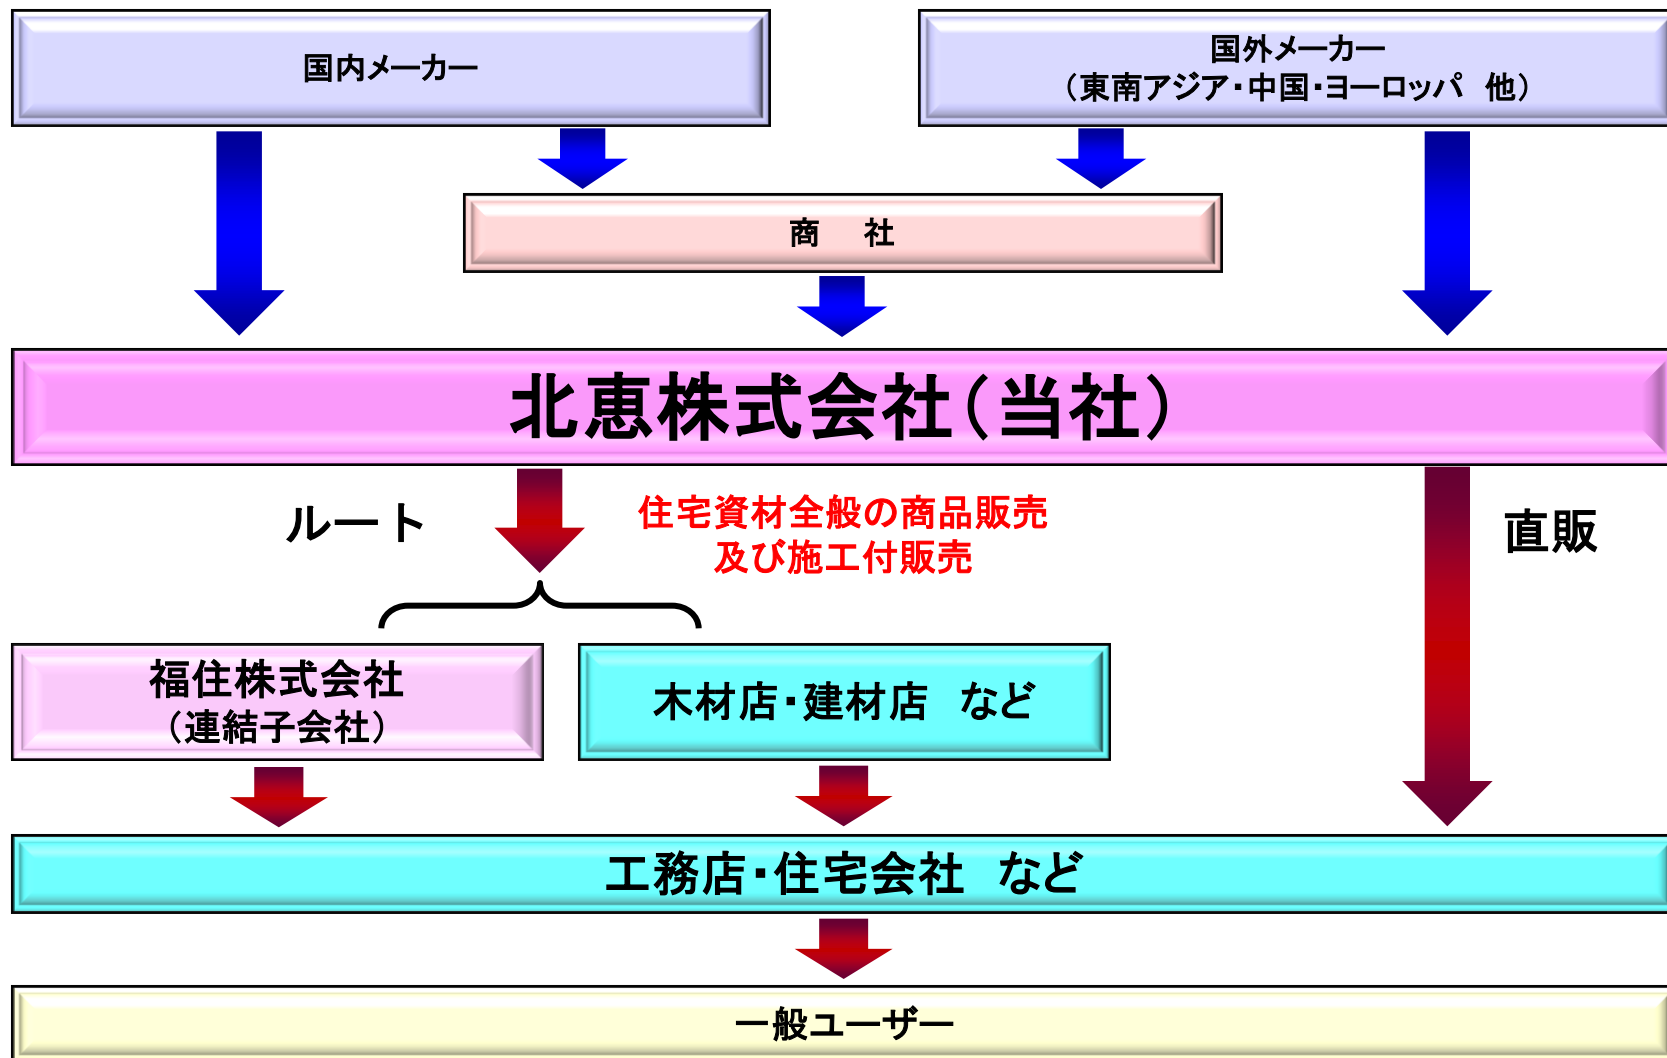 国内メーカー
国外メーカー
（東南アジア・中国・ヨーロッパ　他）
商　社
北恵株式会社（当社）
ルート
住宅資材全般の商品販売
及び施工付販売
直販
福住株式会社
（連結子会社）
木材店・建材店　など
工務店・住宅会社　など
一般ユーザー